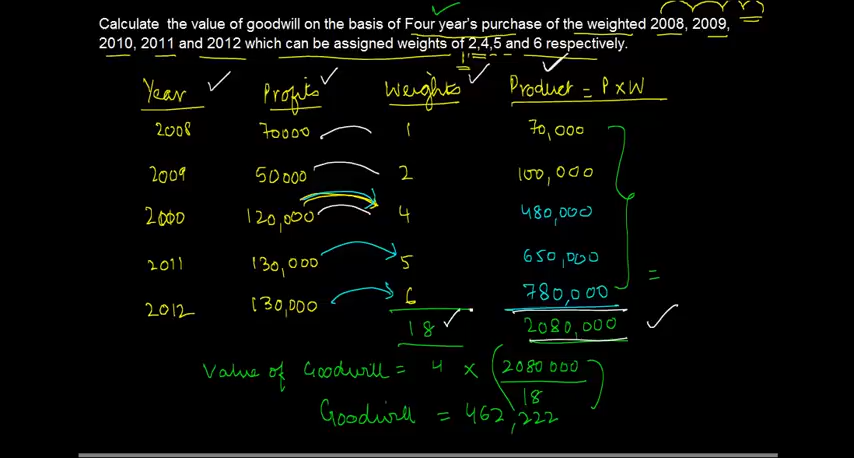 Calculate the value of goodwill on the basis of Four year's purchase of the weighted 2008, 2009,
2010, 2011 and 2012 which can be assigned weights of 2,4,5 and 6 respectively.
Year Profits Weights Product = P x W
2008 70000 1 70,000
2009 50000 2 100,000
2000 120,000 4 480,000
2011 130,000 5 650,000
2012 130,000 6 780,000
=
18 2080,000
Value of Goodwill = 4 x (2080000
18)
Goodwill = 462,222